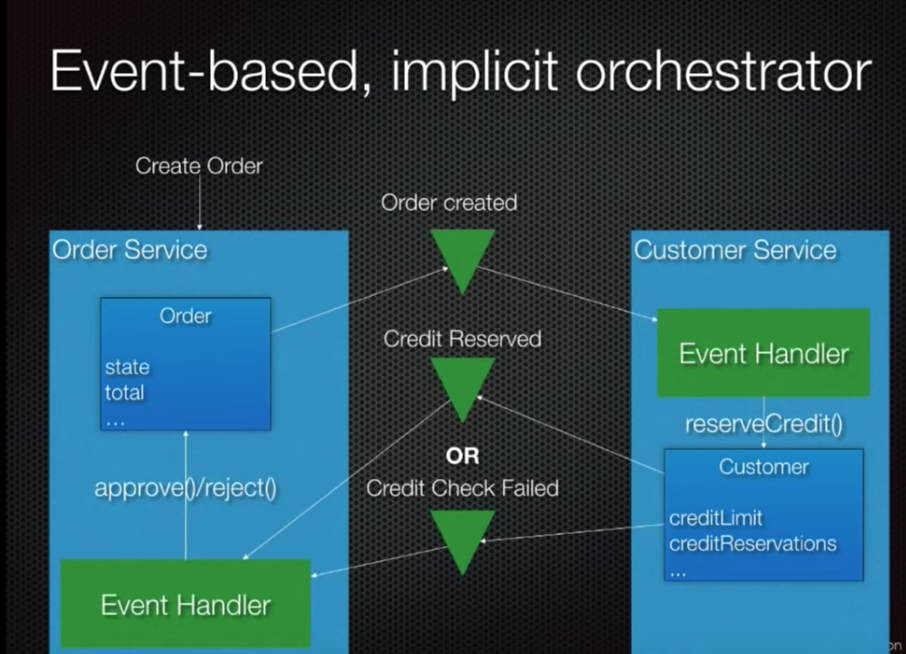 Event-based, implicit orchestrator
Create Order
Order created
Order Service
Customer Service
Order
state
total
...
Credit Reserved
Event Handler
reserveCredit()
OR
Credit Check Failed
approve()/reject()
Customer
creditLimit
creditReservations
...
Event Handler